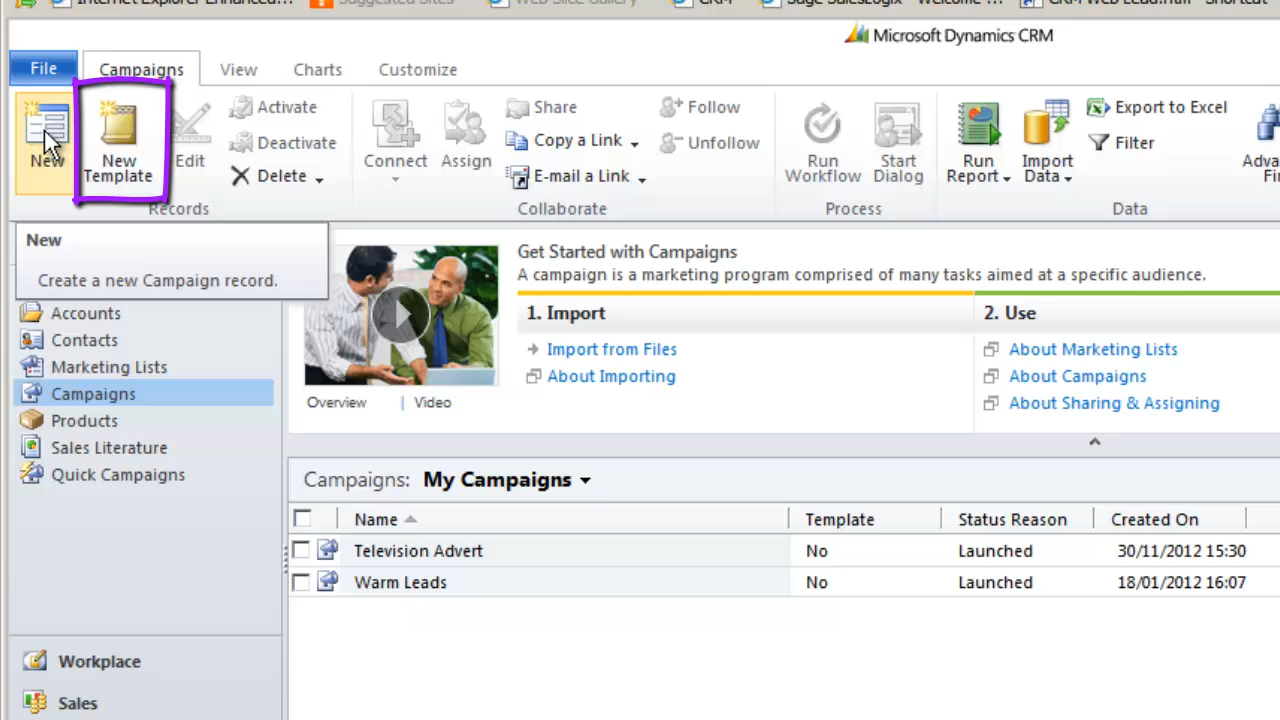 Internet Explorer Enhanced...
Suggested Sites
Web Slice Gallery
CRM
Sage SalesLogix - Welcome ...
CRM Web Lead.html - Shortcut
Microsoft Dynamics CRM
File
Campaigns
View
Charts
Customize
New
New Template
Edit
Activate
Deactivate
Delete
Records
Connect
Assign
Share
Copy a Link
E-mail a Link
Follow
Unfollow
Collaborate
Run Workflow
Start Dialog
Process
Run Report
Import Data
Export to Excel
Filter
Data
New
Create a new Campaign record.
Accounts
Contacts
Marketing Lists
Campaigns
Products
Sales Literature
Quick Campaigns
Workplace
Sales
Get Started with Campaigns
A campaign is a marketing program comprised of many tasks aimed at a specific audience.
1. Import
Import from Files
About Importing
2. Use
About Marketing Lists
About Campaigns
About Sharing & Assigning
Overview | Video
Campaigns: My Campaigns
Name Template Status Reason Created On
Television Advert No Launched 30/11/2012 15:30
Warm Leads No Launched 18/01/2012 16:07